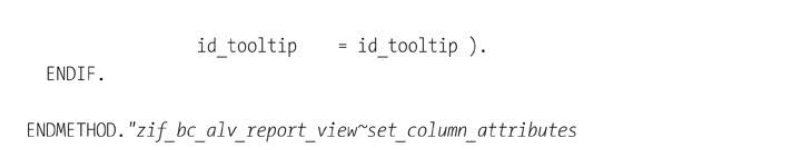 id_tooltip = id_tooltip ).
ENDIF.
ENDMETHOD."zif_bc_alv_report_view~set_column_attributes